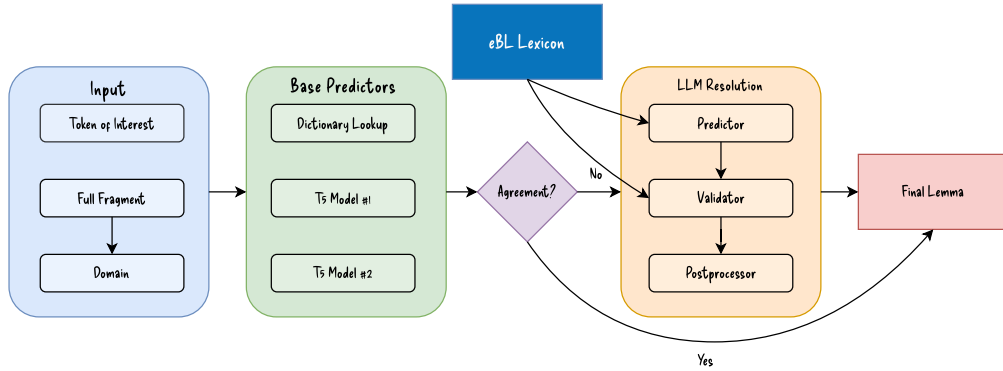 eBL Lexicon
Input
Token of Interest
Full Fragment
Domain
Base Predictors
Dictionary Lookup
T5 Model #1
T5 Model #2
Agreement?
No
Yes
LLM Resolution
Predictor
Validator
Postprocessor
Final Lemma